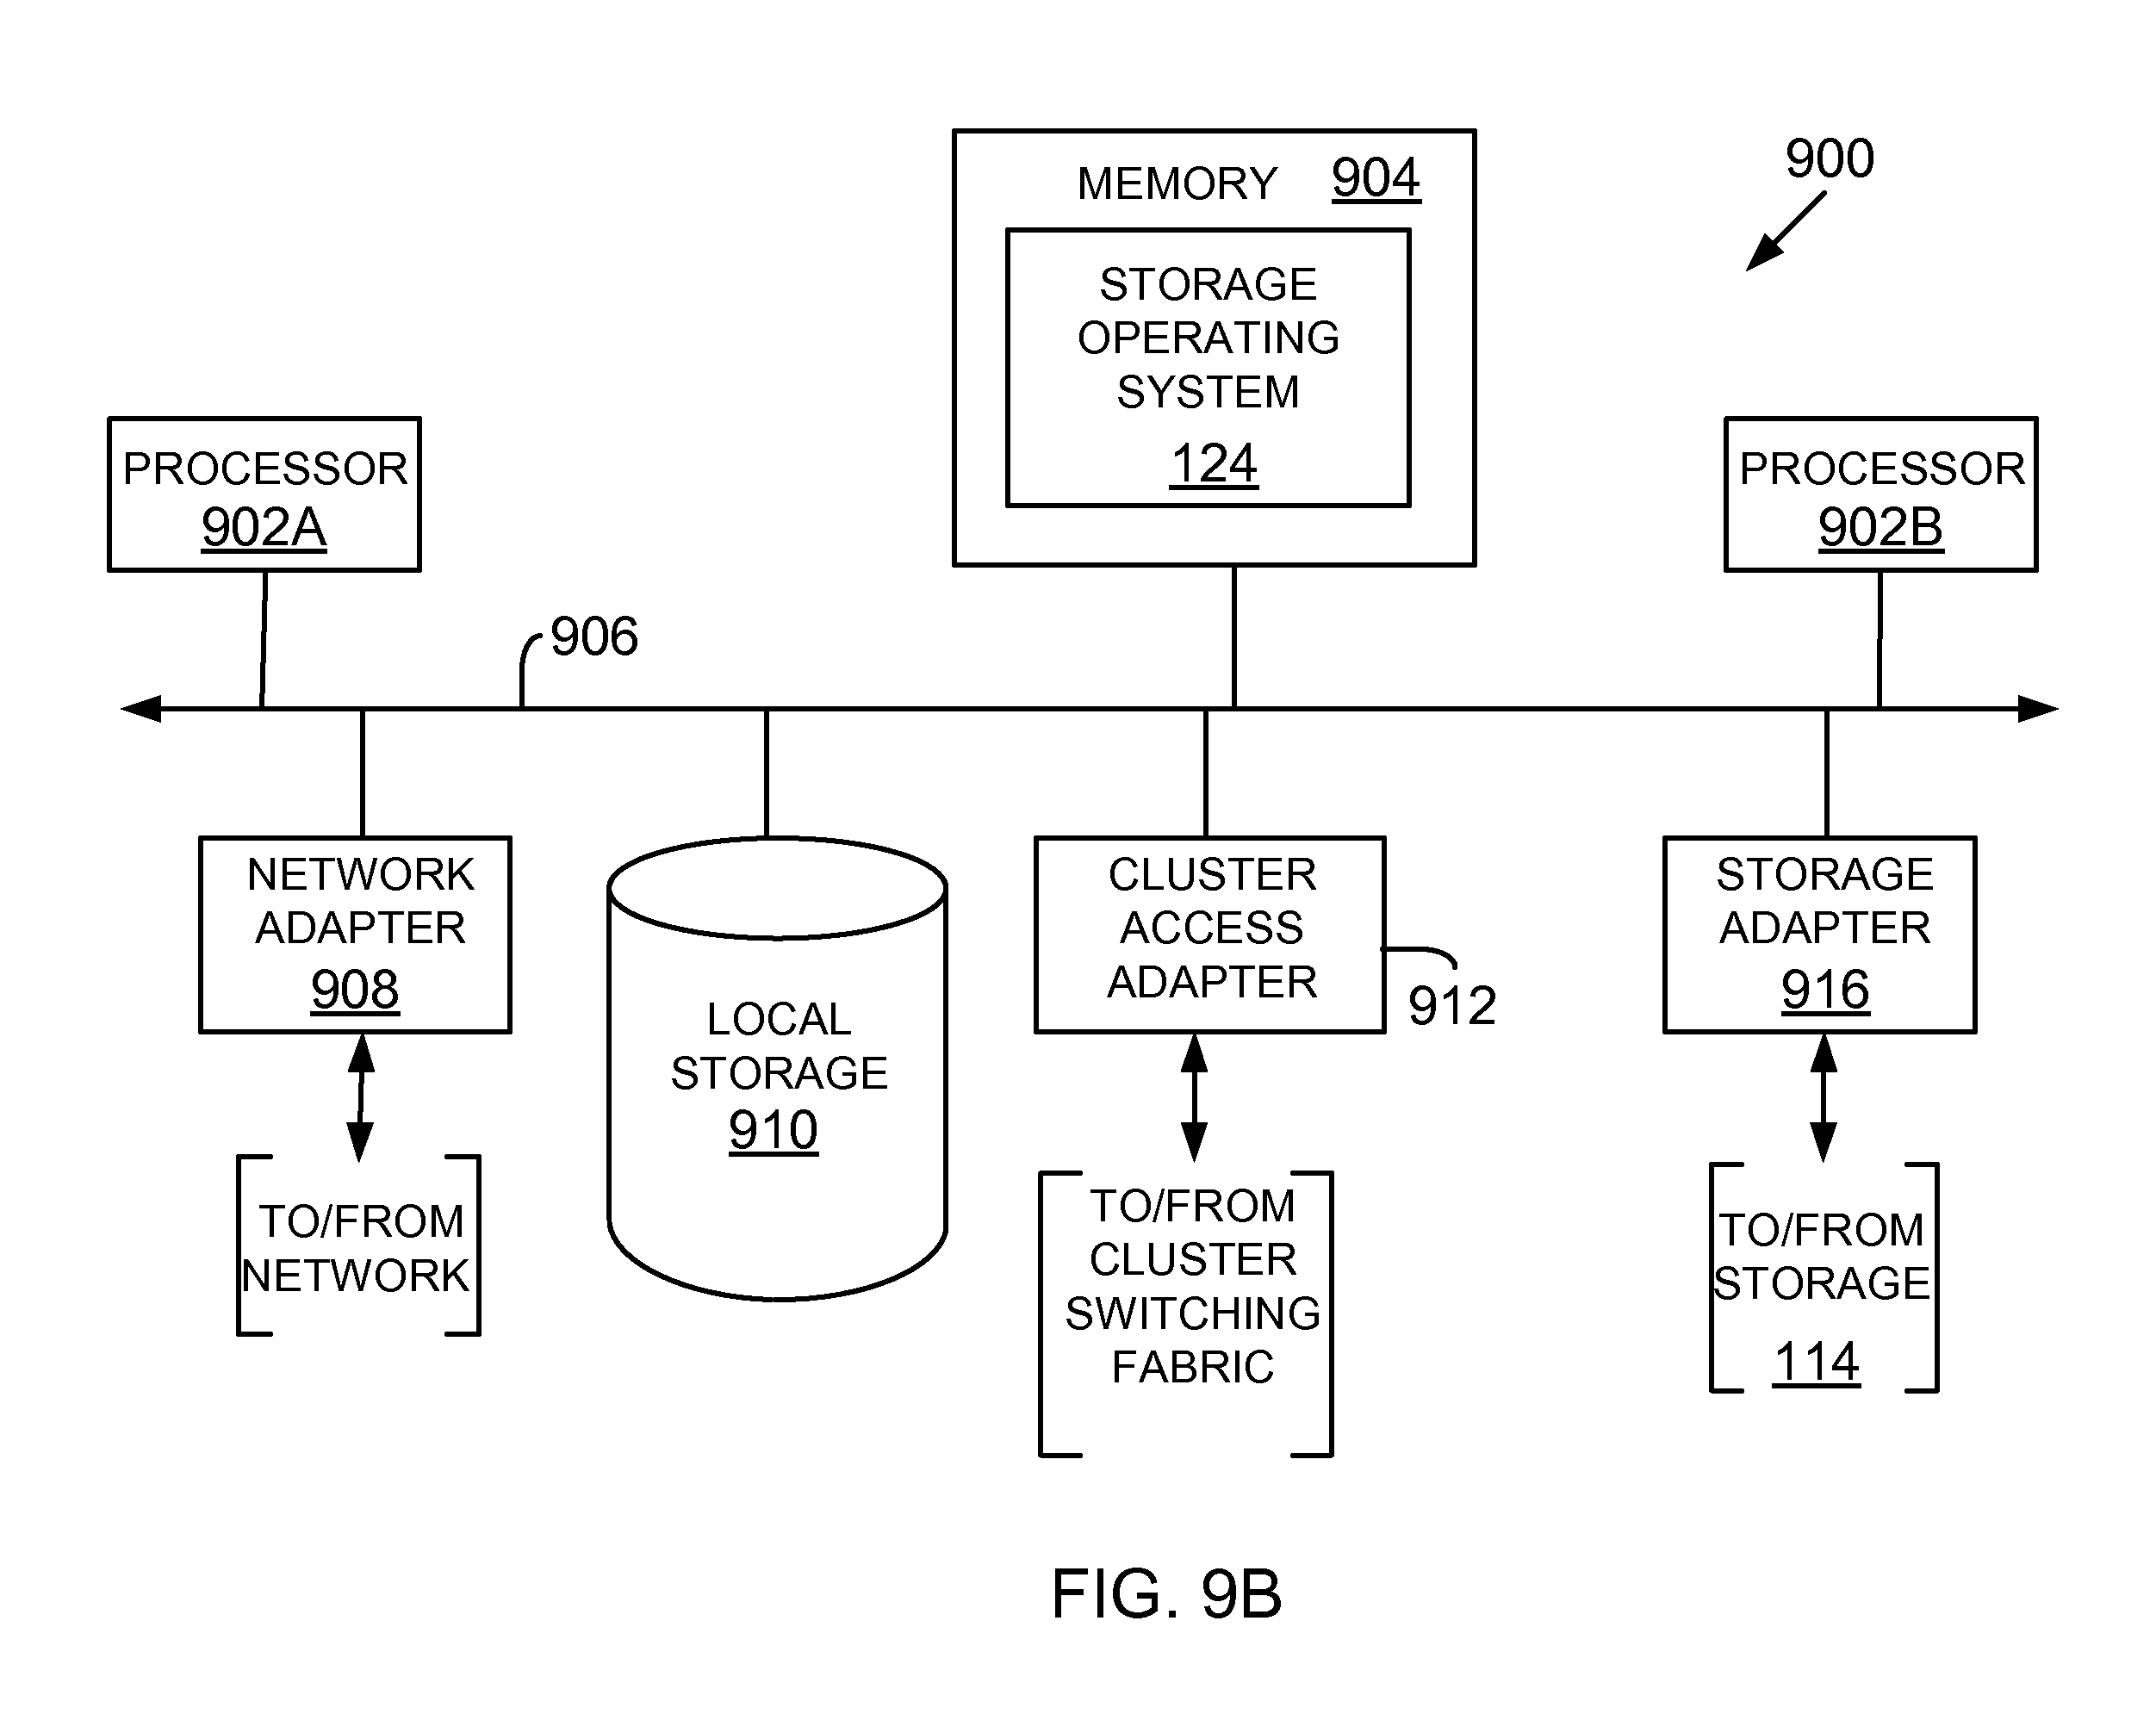 MEMORY 904
900
STORAGE
OPERATING
SYSTEM
124
PROCESSOR
902A
PROCESSOR
902B
906
NETWORK
ADAPTER
908
LOCAL
STORAGE
910
CLUSTER
ACCESS
ADAPTER
912
STORAGE
ADAPTER
916
TO/FROM
NETWORK
TO/FROM
CLUSTER
SWITCHING
FABRIC
TO/FROM
STORAGE
114
FIG. 9B